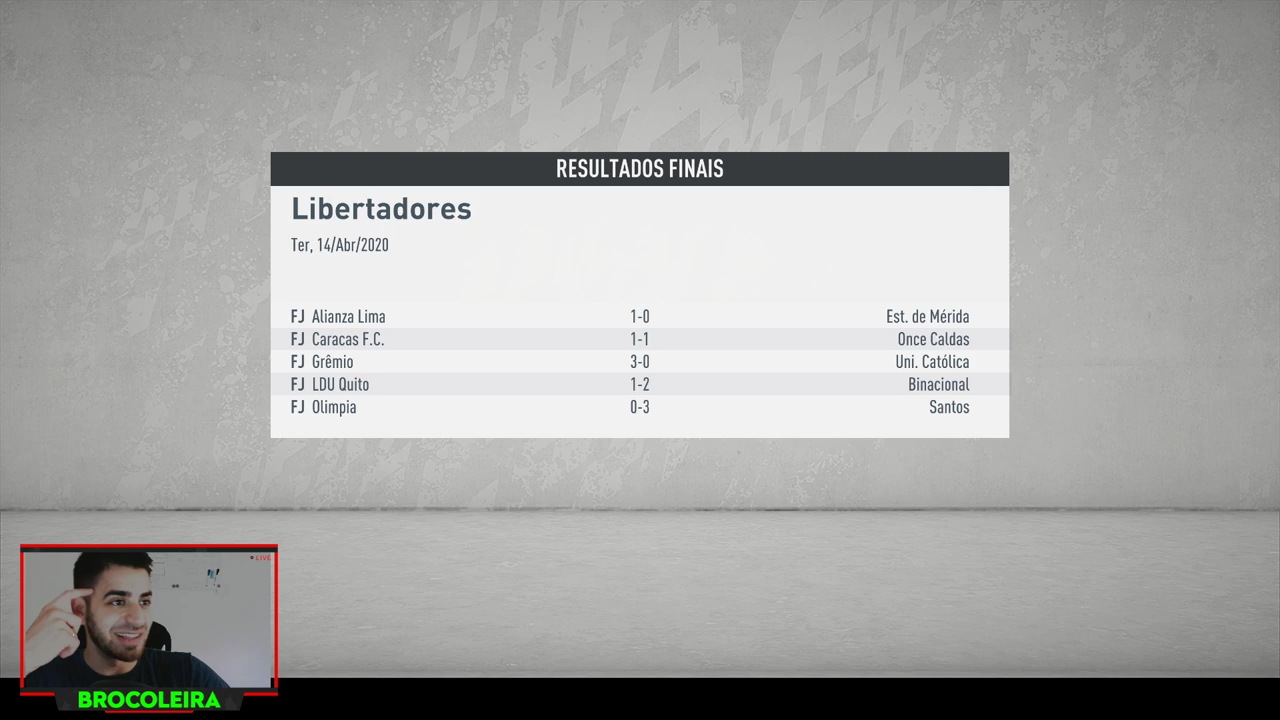 RESULTADOS FINAIS
Libertadores
Ter, 14/Abr/2020
FJ Alianza Lima 1-0 Est. de Mérida
FJ Caracas F.C. 1-1 Once Caldas
FJ Grêmio 3-0 Uni. Católica
FJ LDU Quito 1-2 Binacional
FJ Olimpia 0-3 Santos
LIVE
BROCOLEIRA